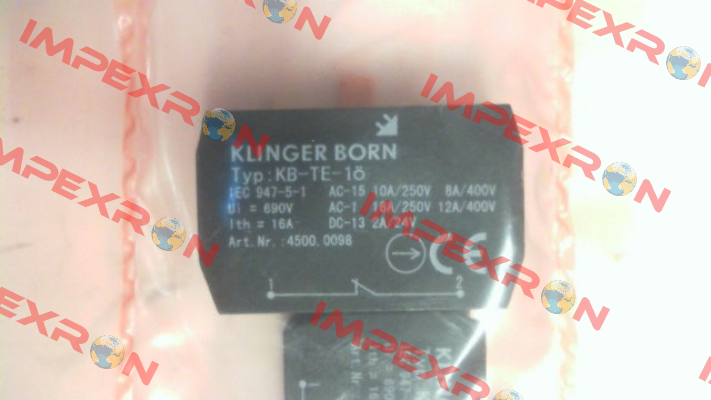 KLINGER BORN
Typ:KB-TE-1ö
IEC 947-5-1 AC-15 10A/250V 8A/400V
Ui = 690V AC-1 16A/250V 12A/400V
Ith = 16A DC-13 2A/24V
Art.Nr.:4500.0098
CE
1 2
IMPEXRON
IMPEXRON
IMPEXRON
IMPEXRON
IMPEXRON
IMPEXRON
IMPEXRON